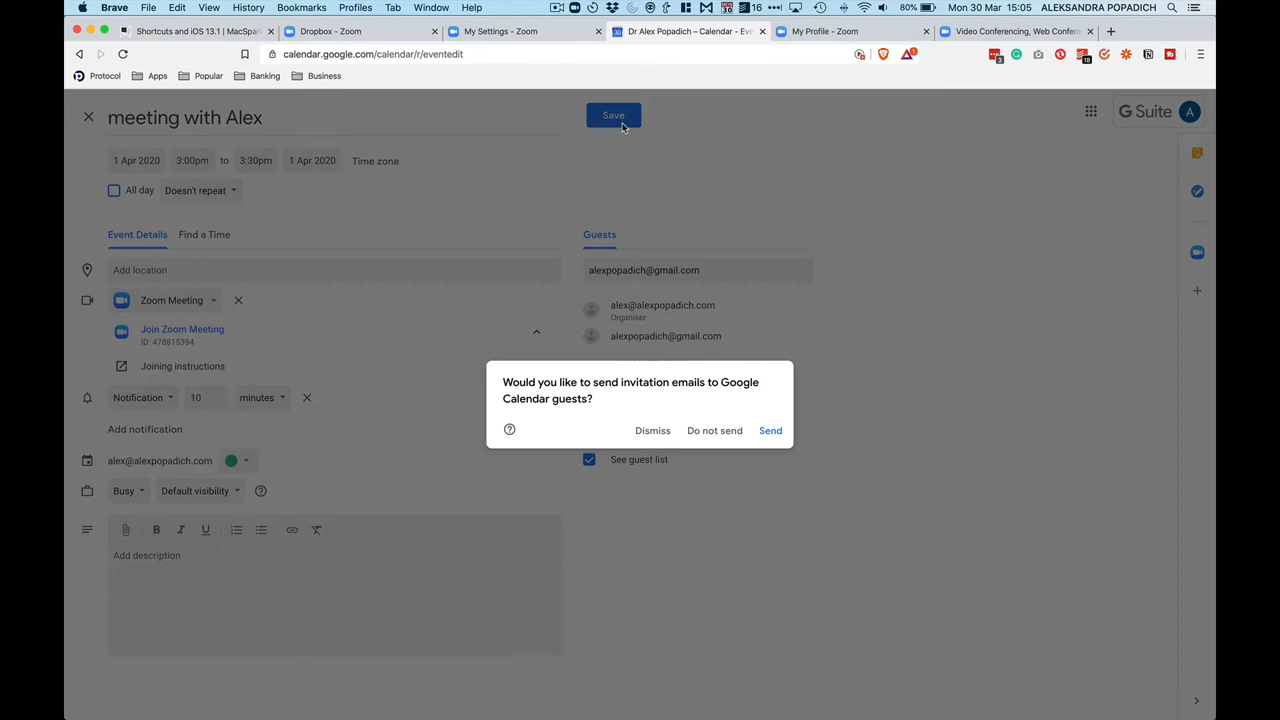 Brave File Edit View History Bookmarks Profiles Tab Window Help 16 80% Mon 30 Mar 15:05 ALEKSANDRA POPADICH
Shortcuts and iOS 13.1 | MacSpar Dropbox - Zoom My Settings - Zoom Dr Alex Popadich – Calendar - Eve My Profile - Zoom Video Conferencing, Web Confere
calendar.google.com/calendar/r/eventedit
Protocol Apps Popular Banking Business
meeting with Alex Save G Suite A
1 Apr 2020 3:00pm to 3:30pm 1 Apr 2020 Time zone
All day Doesn't repeat
Event Details Find a Time Guests
Add location alexpopadich@gmail.com
Zoom Meeting
alex@alexpopadich.com
Organiser
Join Zoom Meeting
ID: 478815394
alexpopadich@gmail.com
Joining instructions
Would you like to send invitation emails to Google
Calendar guests?
Dismiss Do not send Send
Notification 10 minutes
Add notification
alex@alexpopadich.com See guest list
Busy Default visibility
B I U
Add description